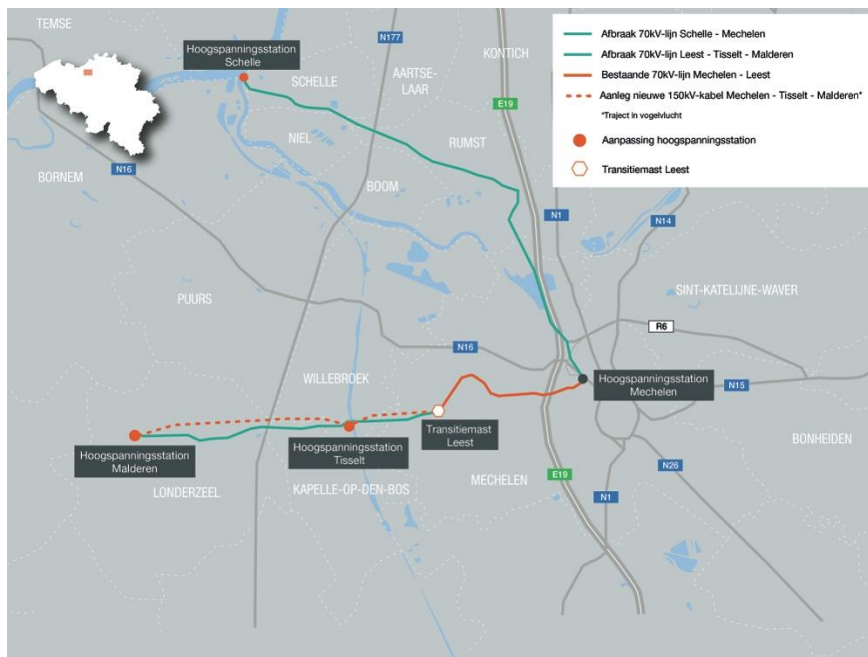 TEMSE
Hoogspanningsstation
Schelle
N177
KONTICH
SCHELLE
AARTSE-
LAAR
E19
NIEL
RUMST
BORNEM
N16
BOOM
N1
N14
PUURS
SINT-KATELIJNE-WAVER
R6
N16
WILLEBROEK
Hoogspanningsstation
Mechelen
N15
Transitiemast
Leest
Hoogspanningsstation
Malderen
Hoogspanningsstation
Tisselt
BONHEIDEN
N26
E19
MECHELEN
LONDERZEEL
KAPELLE-OP-DEN-BOS
N1
Afbraak 70kV-lijn Schelle - Mechelen
Afbraak 70kV-lijn Leest - Tisselt - Malderen
Bestaande 70kV-lijn Mechelen - Leest
Aanleg nieuwe 150kV-kabel Mechelen - Tisselt - Malderen*
*Traject in vogelvlucht
Aanpassing hoogspanningsstation
Transitiemast Leest